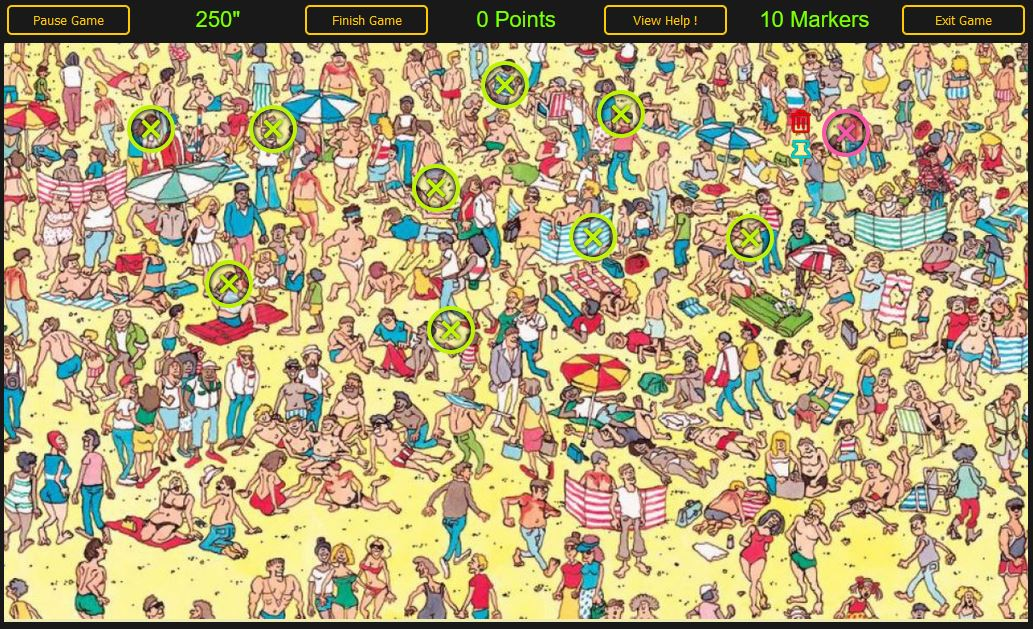 Pause Game
250"
Finish Game
0 Points
View Help !
10 Markers
Exit Game